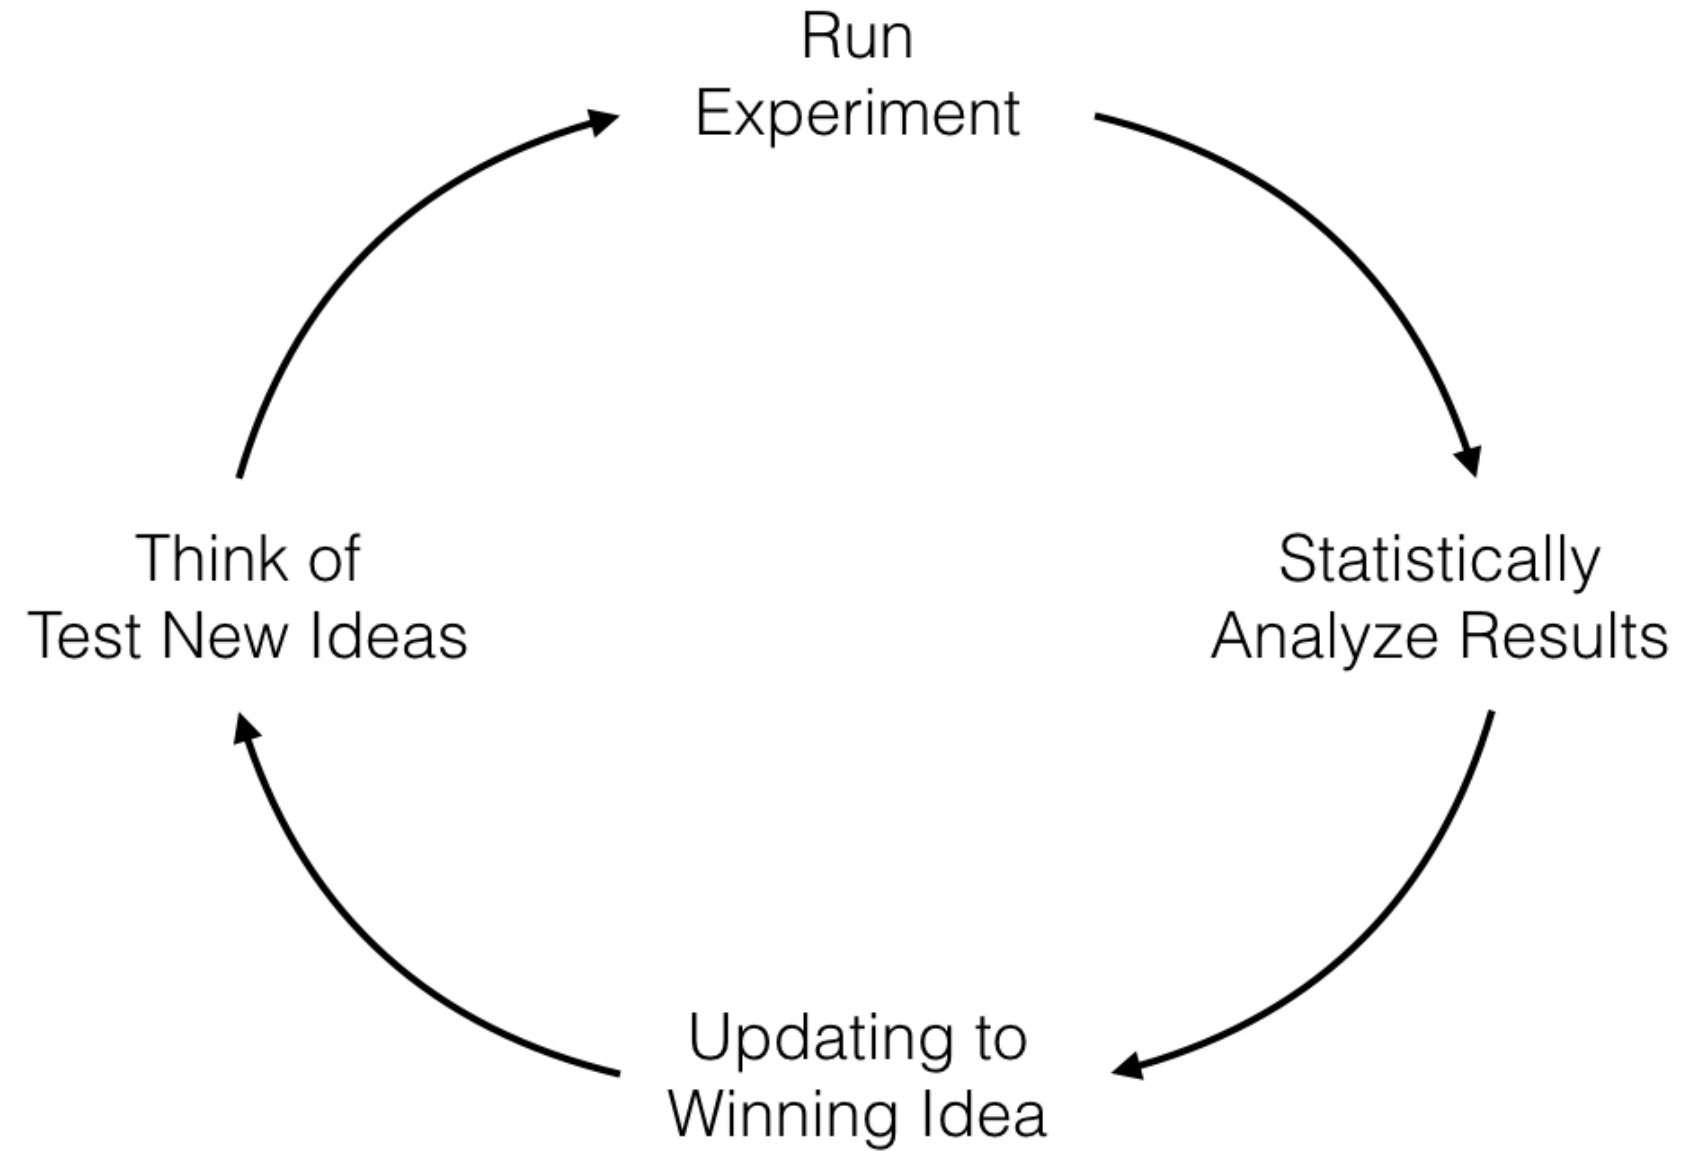 Run
Experiment
Think of
Test New Ideas
Statistically
Analyze Results
Updating to
Winning Idea